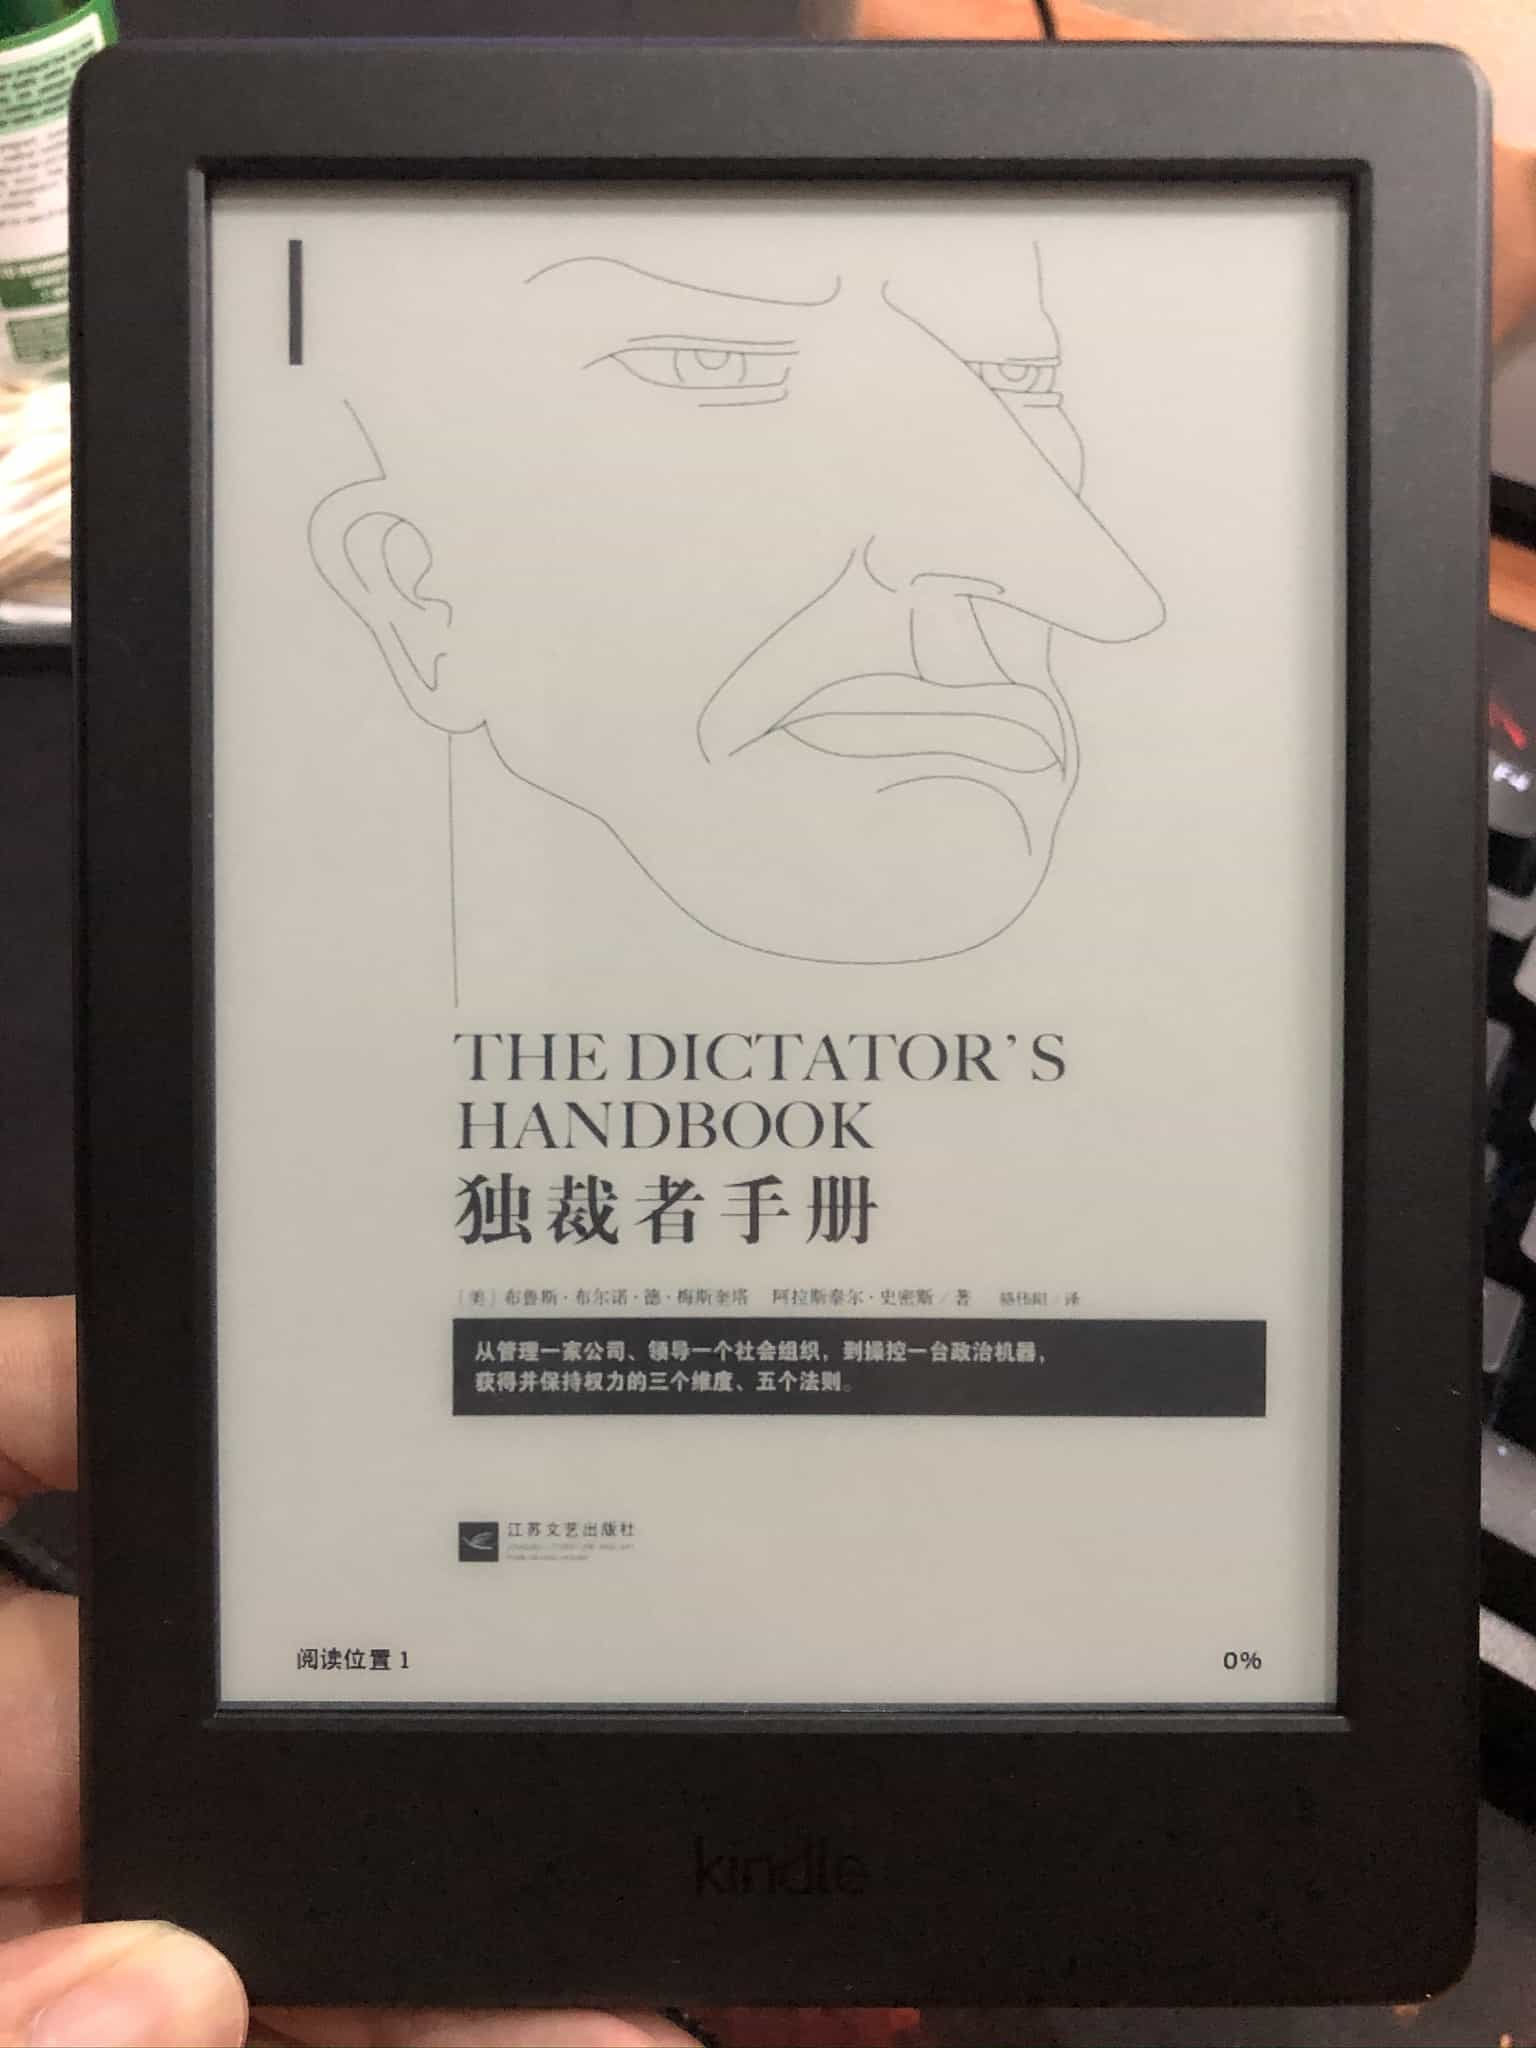 THE DICTATOR'S
HANDBOOK
独裁者手册
〔美〕布鲁斯·布尔诺·德·梅斯奎塔 阿拉斯泰尔·史密斯／著 骆伟阳／译
从管理一家公司、领导一个社会组织，到操控一台政治机器，
获得并保持权力的三个维度、五个法则。
江苏文艺出版社
阅读位置 1
0%
kindle